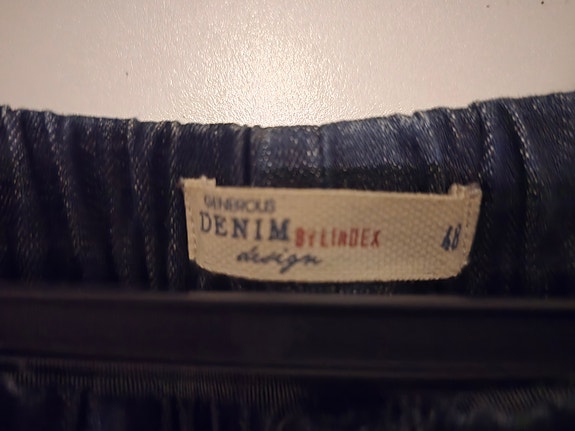 GENEROUS
DENIM BY LINDEX 48
design